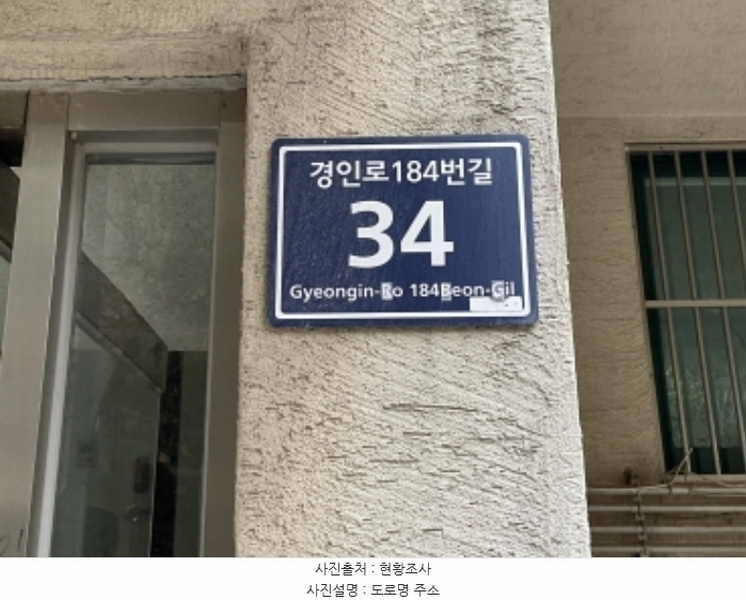 경인로184번길
34
Gyeongin-Ro 184Beon-Gil
사진출처 : 현황조사
사진설명 : 도로명 주소